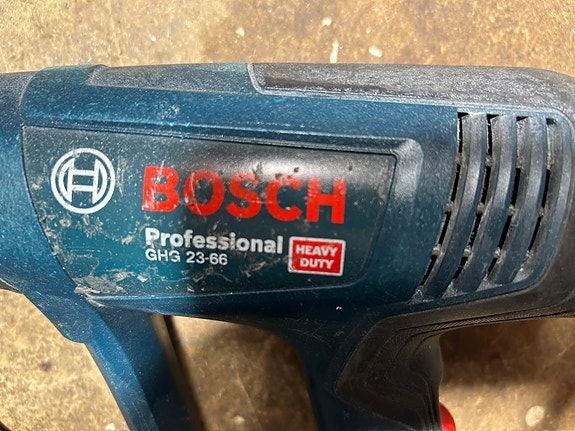 BOSCH
Professional
GHG 23-66
HEAVY
DUTY